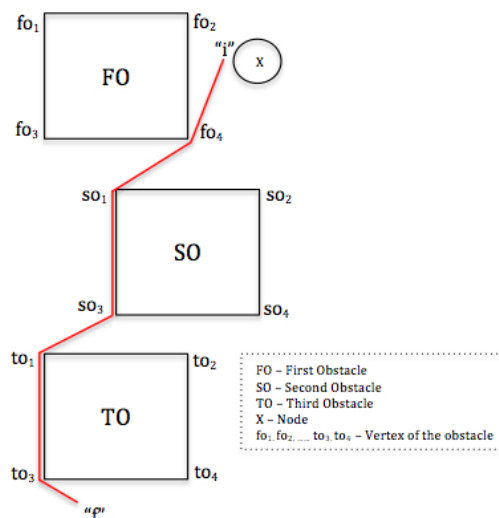 fo₁
fo₂
"i"
X
FO
fo₃
fo₄
so₁
so₂
SO
so₃
so₄
to₁
to₂
TO
to₃
to₄
"f"
FO – First Obstacle
SO – Second Obstacle
TO – Third Obstacle
X – Node
fo₁, fo₂, ..... to₃, to₄ – Vertex of the obstacle